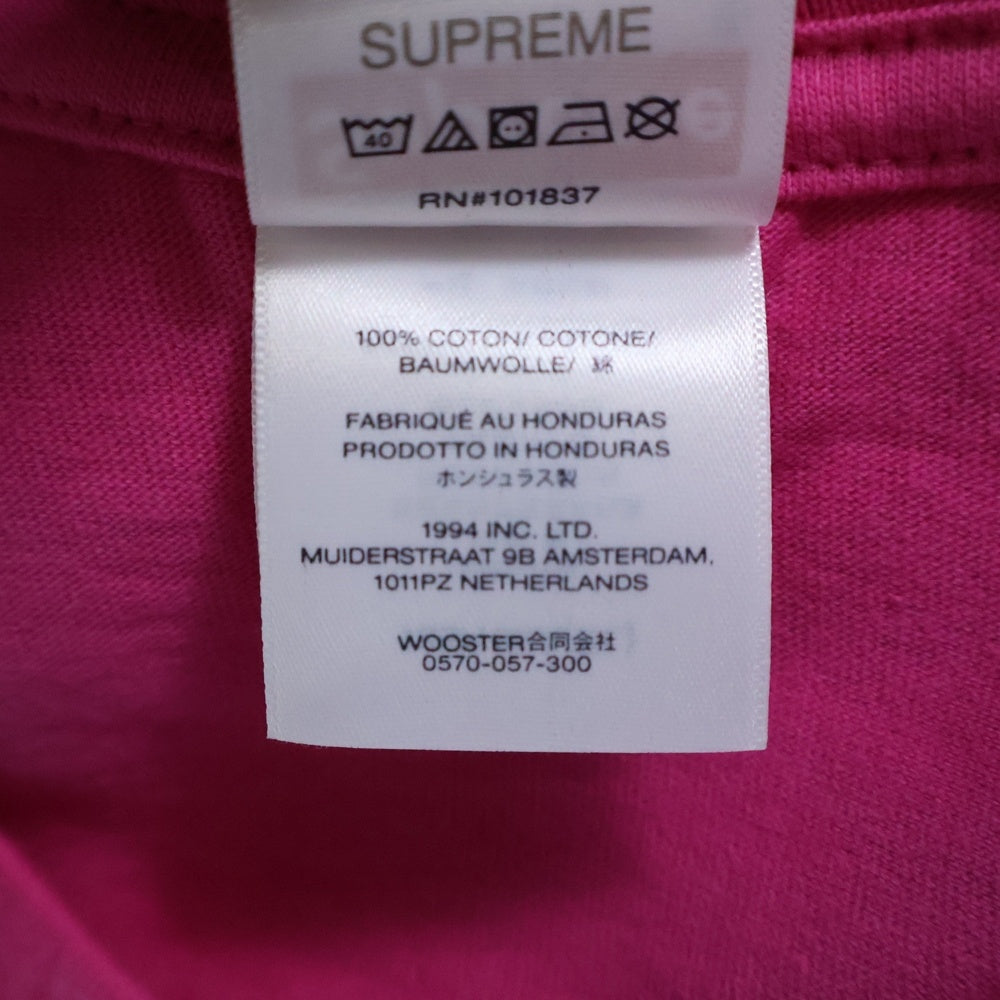 SUPREME
40
RN#101837
100% COTON/ COTONE/
BAUMWOLLE/ 綿
FABRIQUÉ AU HONDURAS
PRODOTTO IN HONDURAS
ホンジュラス製
1994 INC. LTD.
MUIDERSTRAAT 9B AMSTERDAM.
1011PZ NETHERLANDS
WOOSTER合同会社
0570-057-300